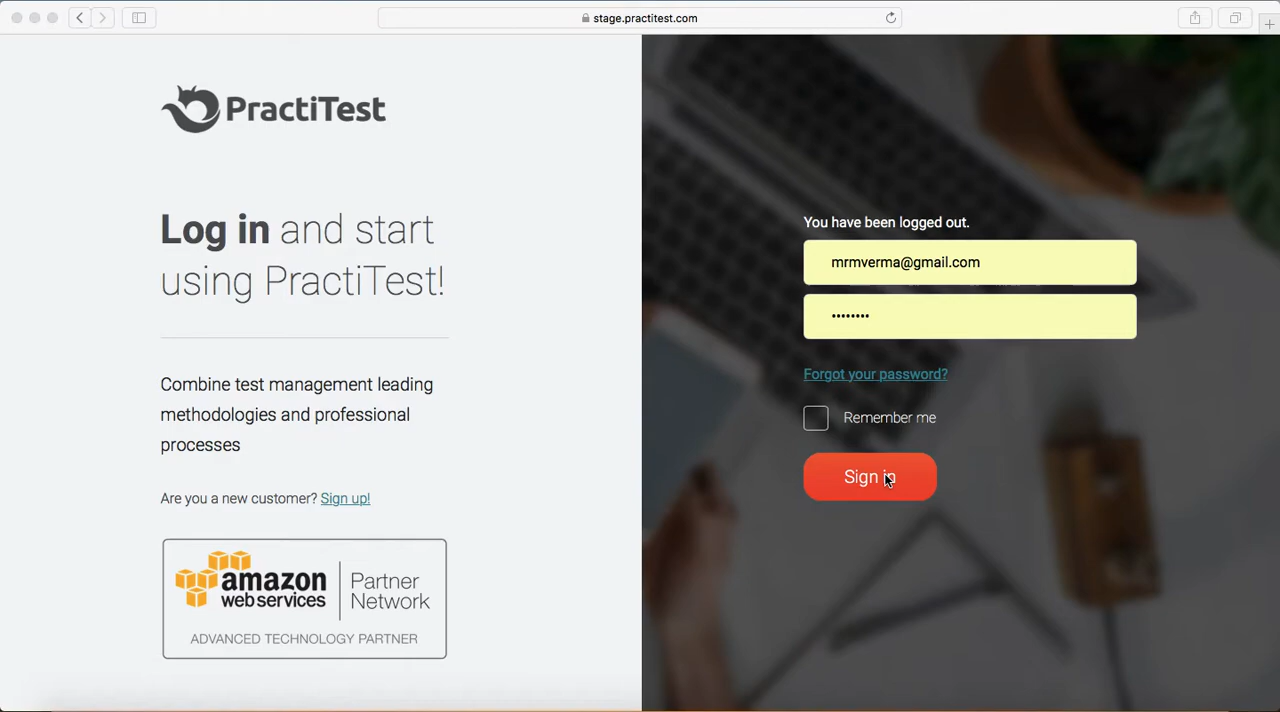 stage.practitest.com
PractiTest
Log in and start
using PractiTest!
Combine test management leading
methodologies and professional
processes
Are you a new customer? Sign up!
amazon
web services
Partner
Network
ADVANCED TECHNOLOGY PARTNER
You have been logged out.
mrmverma@gmail.com
••••••••
Forgot your password?
Remember me
Sign in